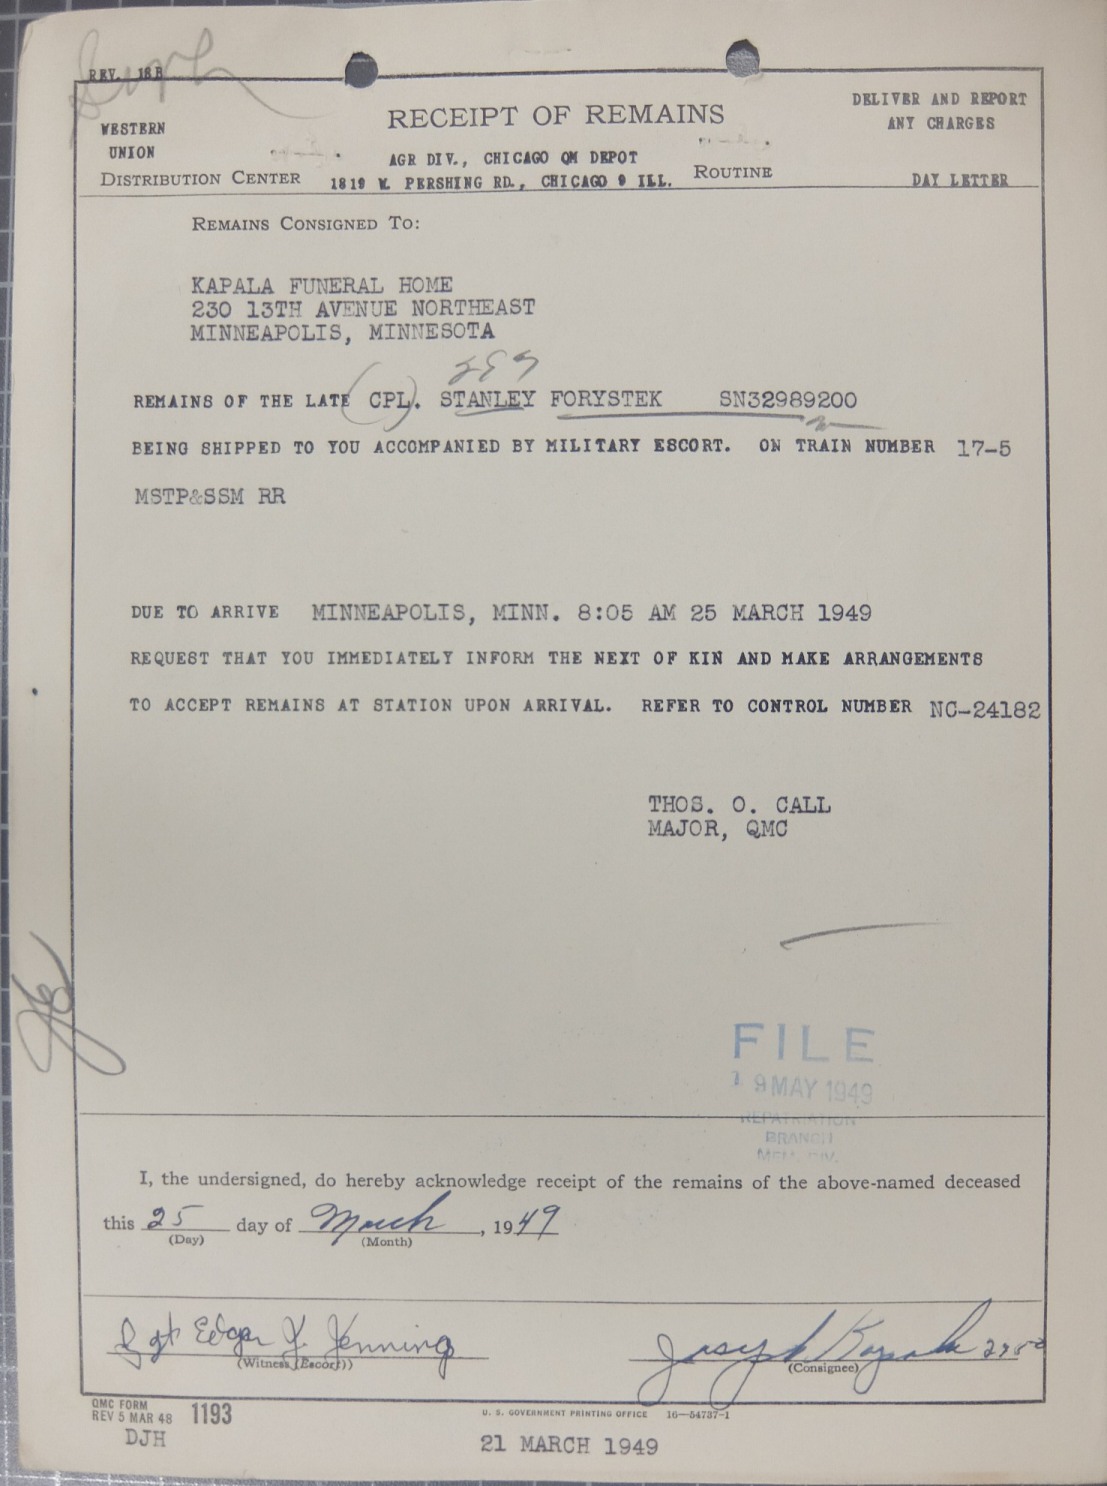 REV. 18B
WESTERN
UNION
DISTRIBUTION CENTER
RECEIPT OF REMAINS
AGR DIV., CHICAGO QM DEPOT
1819 W. PERSHING RD., CHICAGO 9 ILL.
ROUTINE
DELIVER AND REPORT
ANY CHARGES
DAY LETTER
REMAINS CONSIGNED TO:
KAPALA FUNERAL HOME
230 13TH AVENUE NORTHEAST
MINNEAPOLIS, MINNESOTA
REMAINS OF THE LATE (CPL). STANLEY FORYSTEK SN32989200
BEING SHIPPED TO YOU ACCOMPANIED BY MILITARY ESCORT. ON TRAIN NUMBER 17-5
MSTP&SSM RR
DUE TO ARRIVE MINNEAPOLIS, MINN. 8:05 AM 25 MARCH 1949
REQUEST THAT YOU IMMEDIATELY INFORM THE NEXT OF KIN AND MAKE ARRANGEMENTS
TO ACCEPT REMAINS AT STATION UPON ARRIVAL. REFER TO CONTROL NUMBER NC-24182
THOS. O. CALL
MAJOR, QMC
FILE
19 MAY 1949
REPATRIATION
BRANCH
MEM. DIV.
I, the undersigned, do hereby acknowledge receipt of the remains of the above-named deceased
this 25 day of March, 1949
(Day) (Month)
Sgt Edgar J. Jenning
(Witness (Escort))
Joseph Kapala
(Consignee)
QMC FORM
REV 5 MAR 48 1193
U. S. GOVERNMENT PRINTING OFFICE 16—54737-1
DJH
21 MARCH 1949